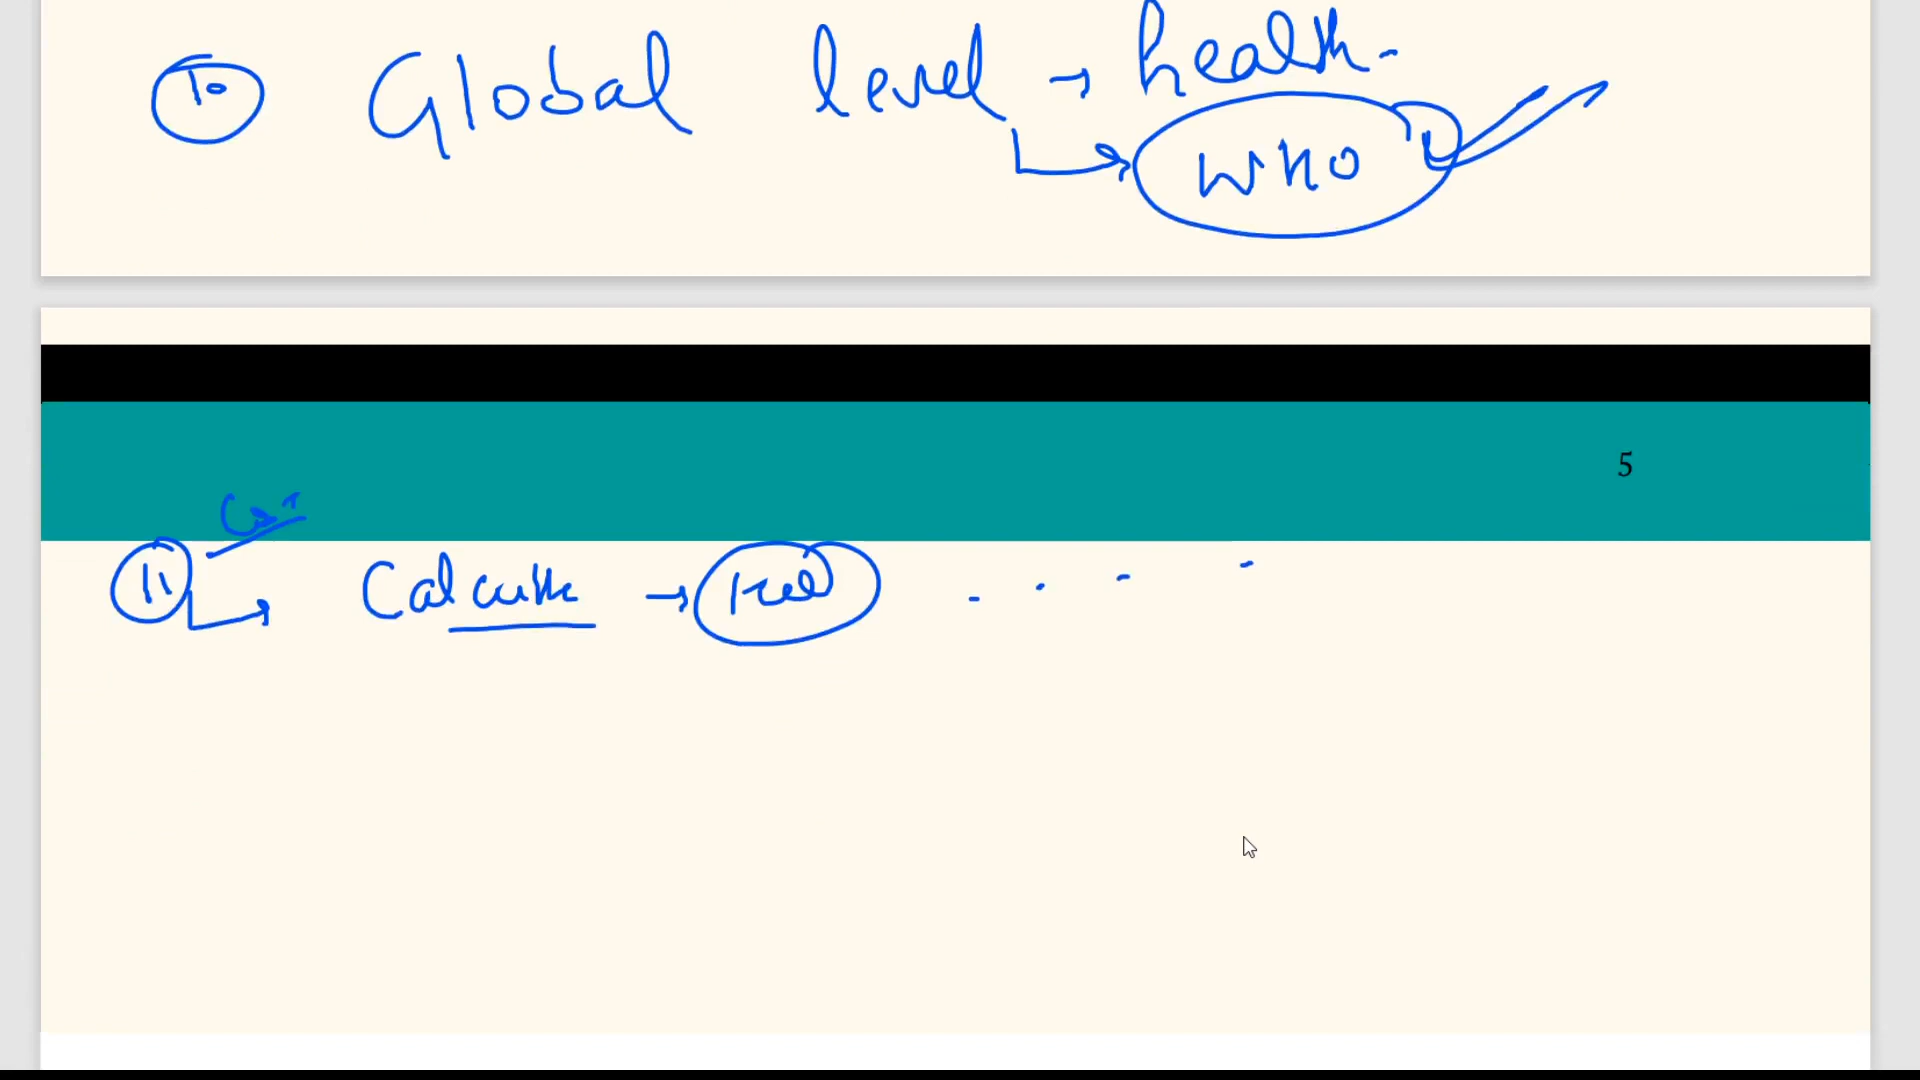 10 Global level → health.
WHO
5
11 Calcutta →